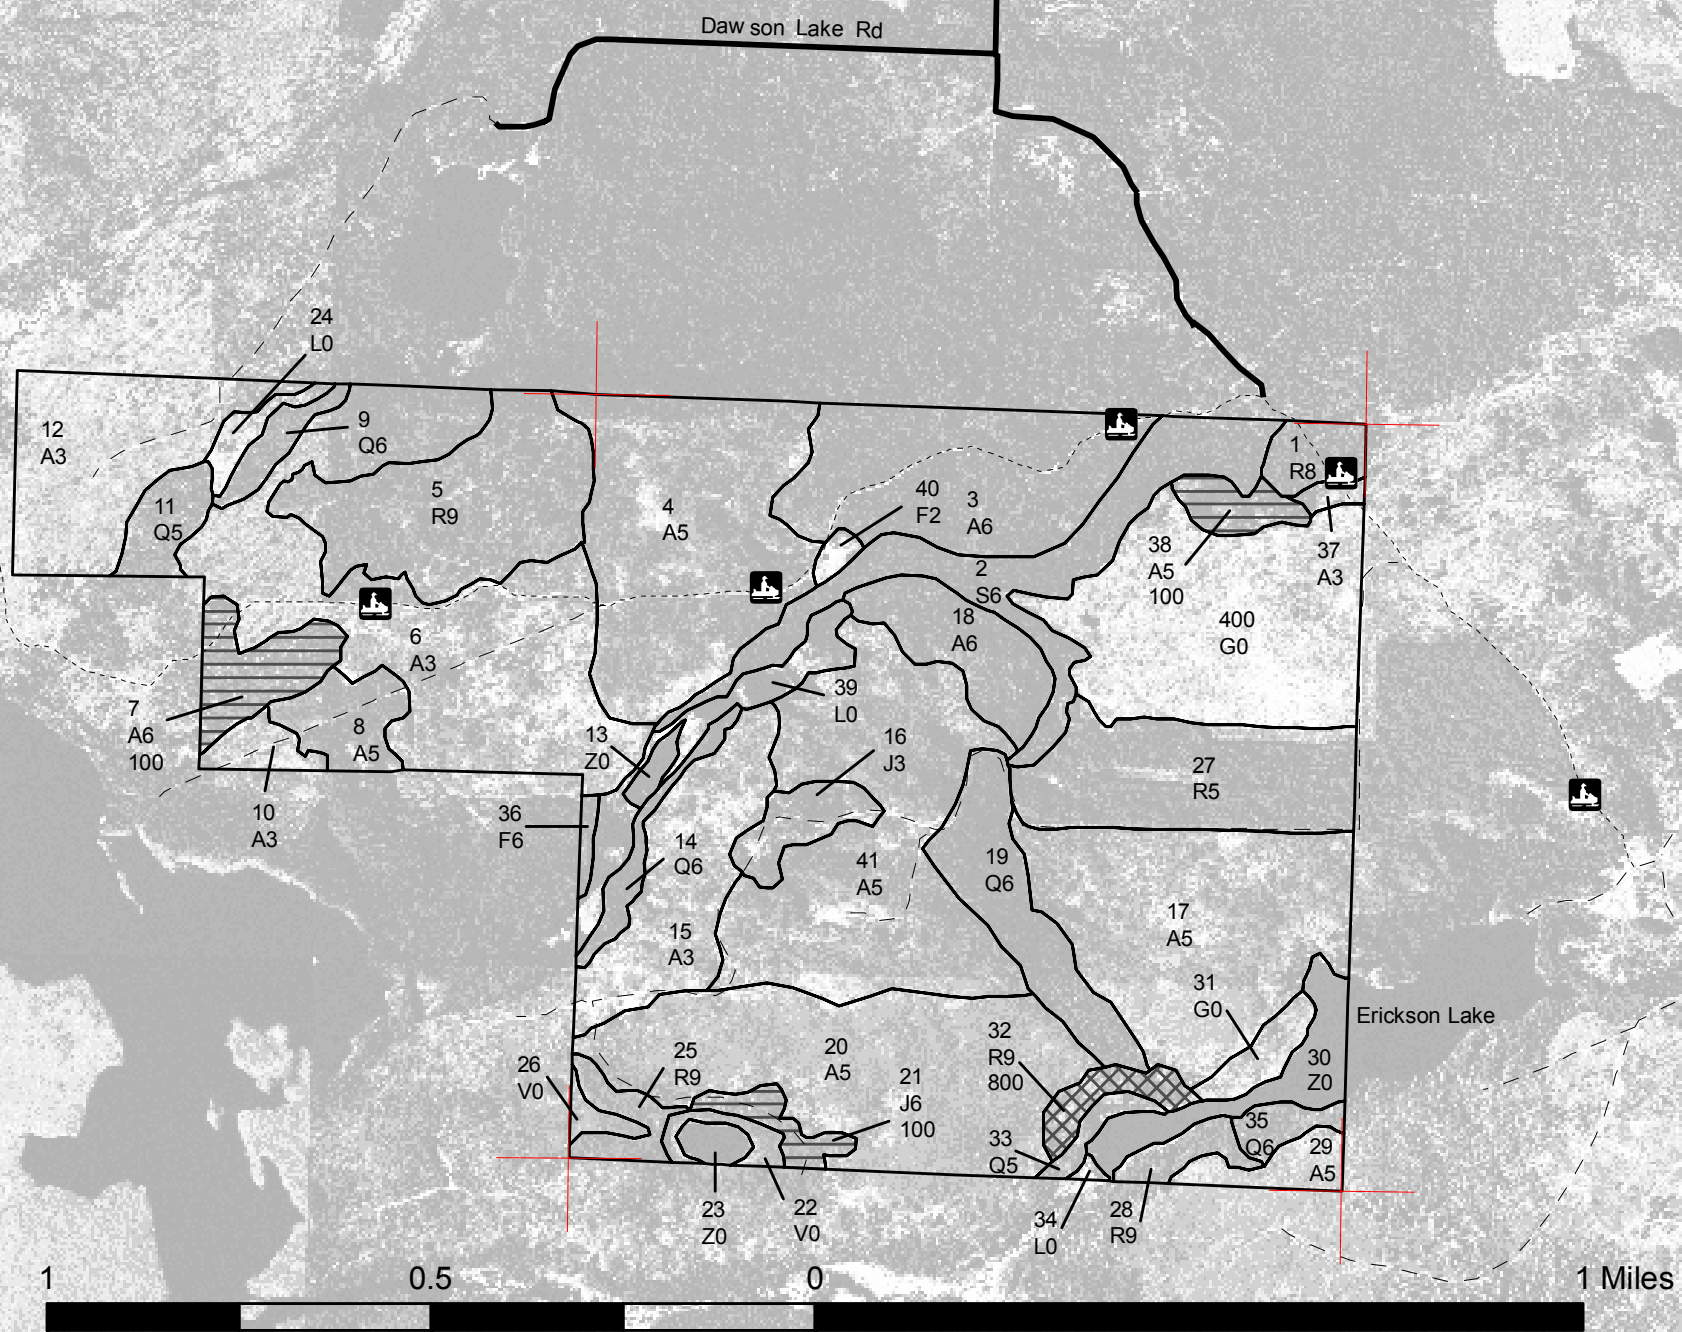 Dawson Lake Rd
24
L0
12
A3
9
Q6
11
Q5
5
R9
4
A5
40
F2
3
A6
1
R8
38
A5
100
37
A3
2
S6
18
A6
400
G0
6
A3
7
A6
100
8
A5
10
A3
39
L0
13
Z0
16
J3
27
R5
36
F6
14
Q6
41
A5
19
Q6
17
A5
15
A3
31
G0
Erickson Lake
32
R9
800
30
Z0
20
A5
25
R9
26
V0
21
J6
100
33
Q5
35
Q6
29
A5
23
Z0
22
V0
34
L0
28
R9
1 0.5 0 1 Miles